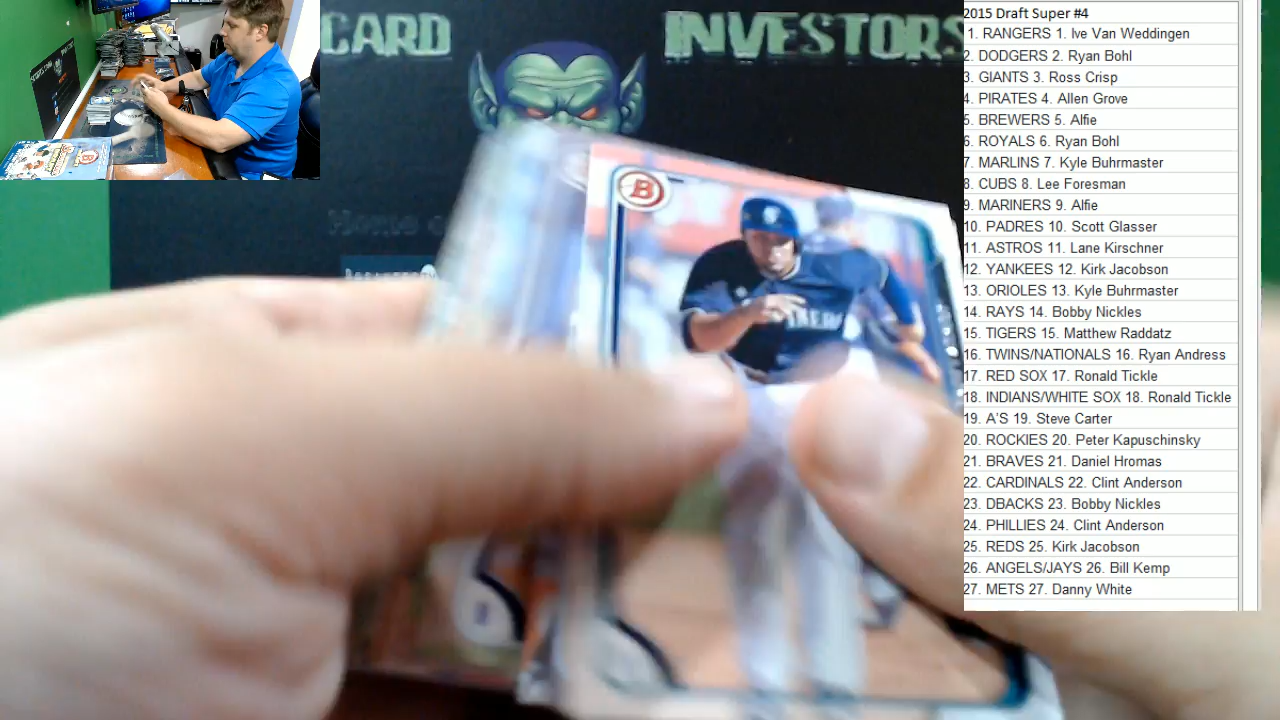 CARD INVESTORS
Home o
B
2015 Draft Super #4
1. RANGERS 1. Ive Van Weddingen
2. DODGERS 2. Ryan Bohl
3. GIANTS 3. Ross Crisp
4. PIRATES 4. Allen Grove
5. BREWERS 5. Alfie
6. ROYALS 6. Ryan Bohl
7. MARLINS 7. Kyle Buhrmaster
8. CUBS 8. Lee Foresman
9. MARINERS 9. Alfie
10. PADRES 10. Scott Glasser
11. ASTROS 11. Lane Kirschner
12. YANKEES 12. Kirk Jacobson
13. ORIOLES 13. Kyle Buhrmaster
14. RAYS 14. Bobby Nickles
15. TIGERS 15. Matthew Raddatz
16. TWINS/NATIONALS 16. Ryan Andress
17. RED SOX 17. Ronald Tickle
18. INDIANS/WHITE SOX 18. Ronald Tickle
19. A'S 19. Steve Carter
20. ROCKIES 20. Peter Kapuschinsky
21. BRAVES 21. Daniel Hromas
22. CARDINALS 22. Clint Anderson
23. DBACKS 23. Bobby Nickles
24. PHILLIES 24. Clint Anderson
25. REDS 25. Kirk Jacobson
26. ANGELS/JAYS 26. Bill Kemp
27. METS 27. Danny White